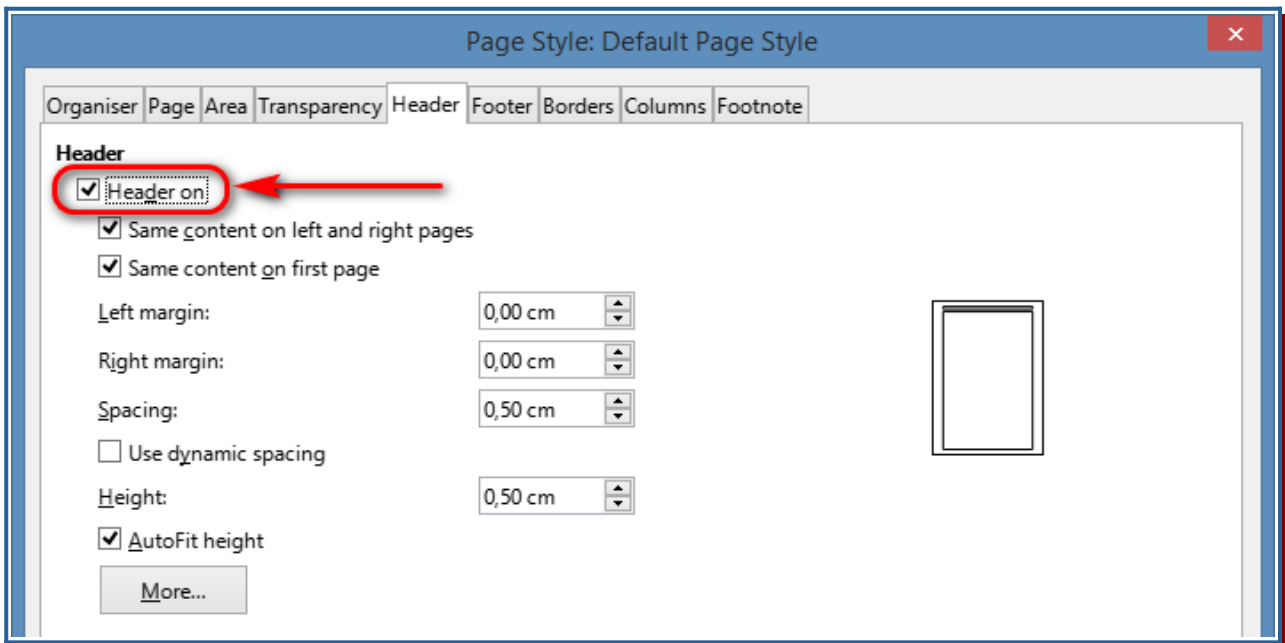 Page Style: Default Page Style
Organiser Page Area Transparency Header Footer Borders Columns Footnote
Header
Header on
Same content on left and right pages
Same content on first page
Left margin: 0,00 cm
Right margin: 0,00 cm
Spacing: 0,50 cm
Use dynamic spacing
Height: 0,50 cm
AutoFit height
More...